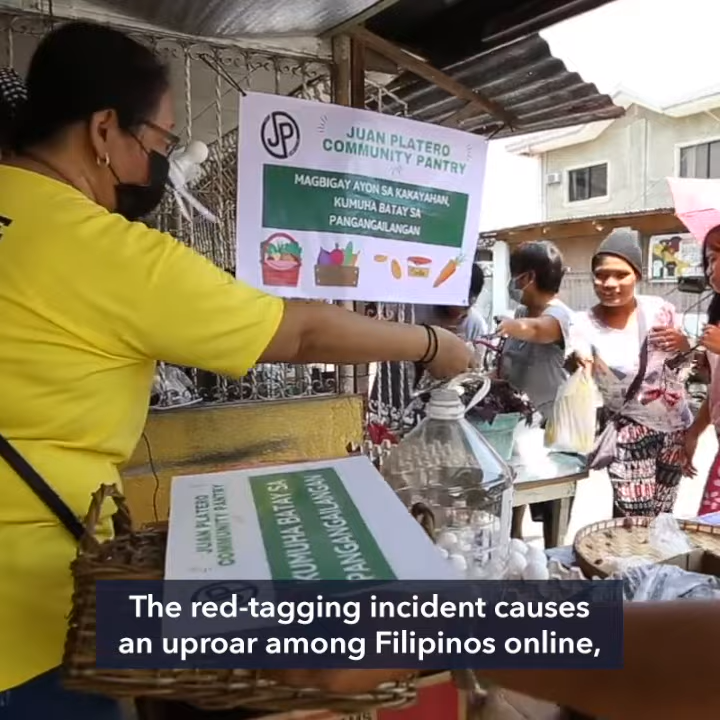 JP
JUAN PLATERO
COMMUNITY PANTRY
MAGBIGAY AYON SA KAKAYAHAN,
KUMUHA BATAY SA
PANGANGAILANGAN
JUAN PLATERO
COMMUNITY PANTRY
KUMUHA BATAY SA
PANGANGAILANGAN
The red-tagging incident causes
an uproar among Filipinos online,